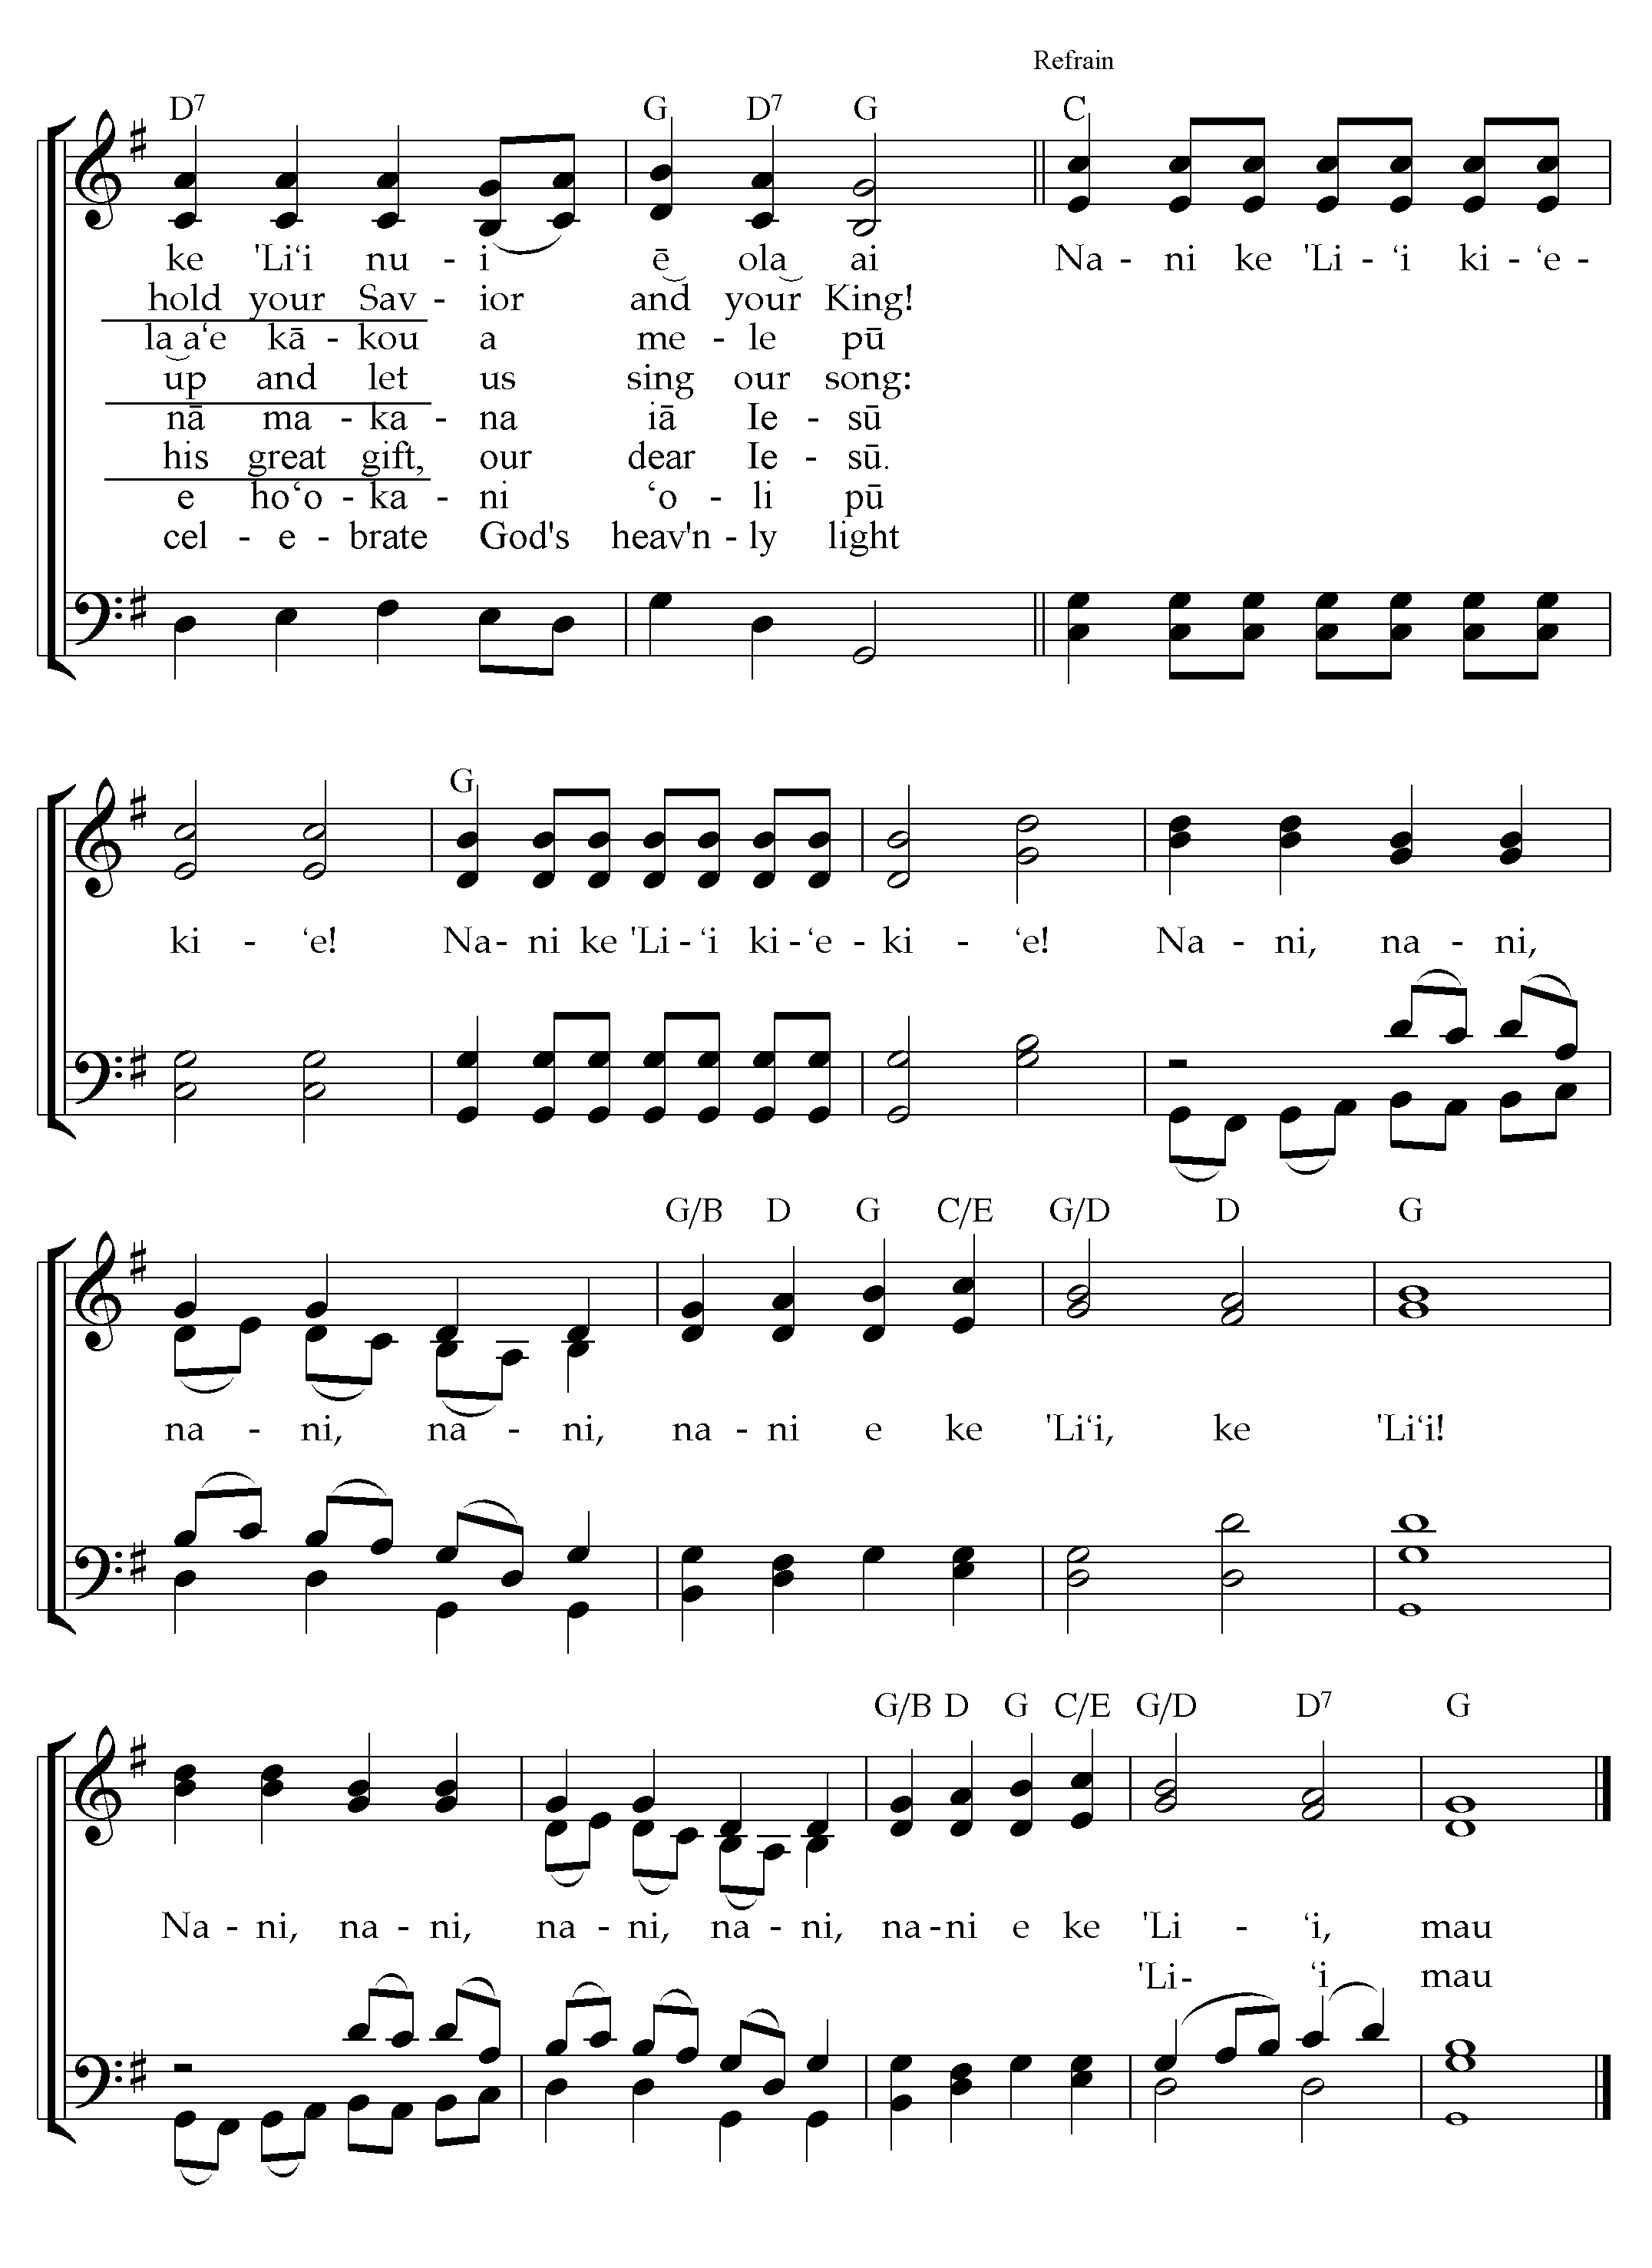 Refrain
D7 G D7 G C
ke 'Li‘i nu - i ē ola ai Na - ni ke 'Li - ‘i ki - ‘e -
hold your Sav - ior and your King!
la a‘e kā - kou a me - le pū
up and let us sing our song:
nā ma - ka - na iā Ie - sū
his great gift, our dear Ie - sū.
e ho‘o - ka - ni ‘o - li pū
cel - e - brate God's heav'n - ly light
G
ki - ‘e! Na - ni ke 'Li - ‘i ki - ‘e - ki - ‘e! Na - ni, na - ni,
G/B D G C/E G/D D G
na - ni, na - ni, na - ni e ke 'Li‘i, ke 'Li‘i!
G/B D G C/E G/D D7 G
Na - ni, na - ni, na - ni, na - ni, na - ni e ke 'Li - ‘i, mau
'Li - ‘i mau